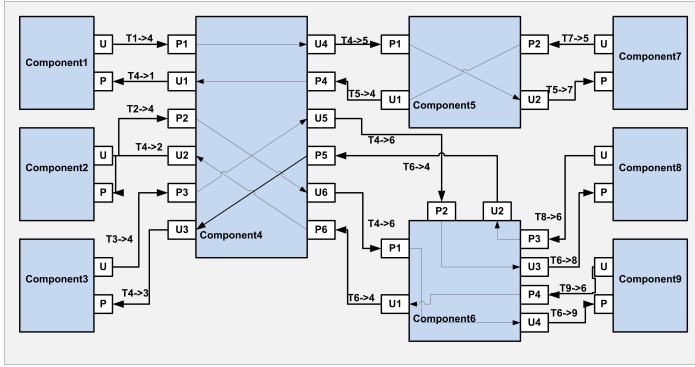 Component1
U
P
T1->4
T4->1
P1
U1
P2
U2
P3
U3
Component4
U4
P4
U5
P5
U6
P6
T4->5
T5->4
P1
U1
Component5
P2
U2
T7->5
T5->7
U
P
Component7
Component2
U
P
T2->4
T4->2
T4->6
T6->4
Component8
U
P
T8->6
T6->8
Component3
U
P
T3->4
T4->3
T4->6
T6->4
P2
U2
P1
U1
Component6
P3
U3
P4
U4
T9->6
T6->9
U
P
Component9